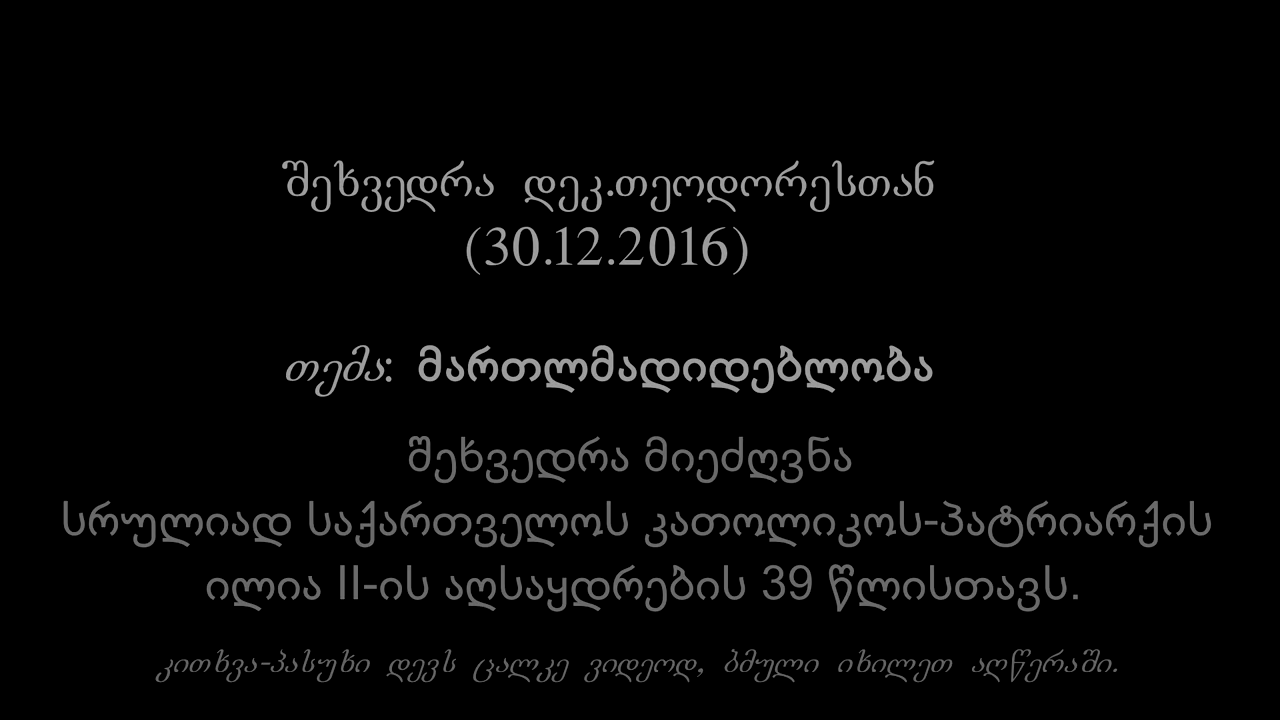 შეხვედრა დეკ.თეოდორესთან
(30.12.2016)
თემა: მართლმადიდებლობა
შეხვედრა მიეძღვნა
სრულიად საქართველოს კათოლიკოს-პატრიარქის
ილია II-ის აღსაყდრების 39 წლისთავს.
კითხვა-პასუხი დევს ცალკე ვიდეოდ, ბმული იხილეთ აღწერაში.